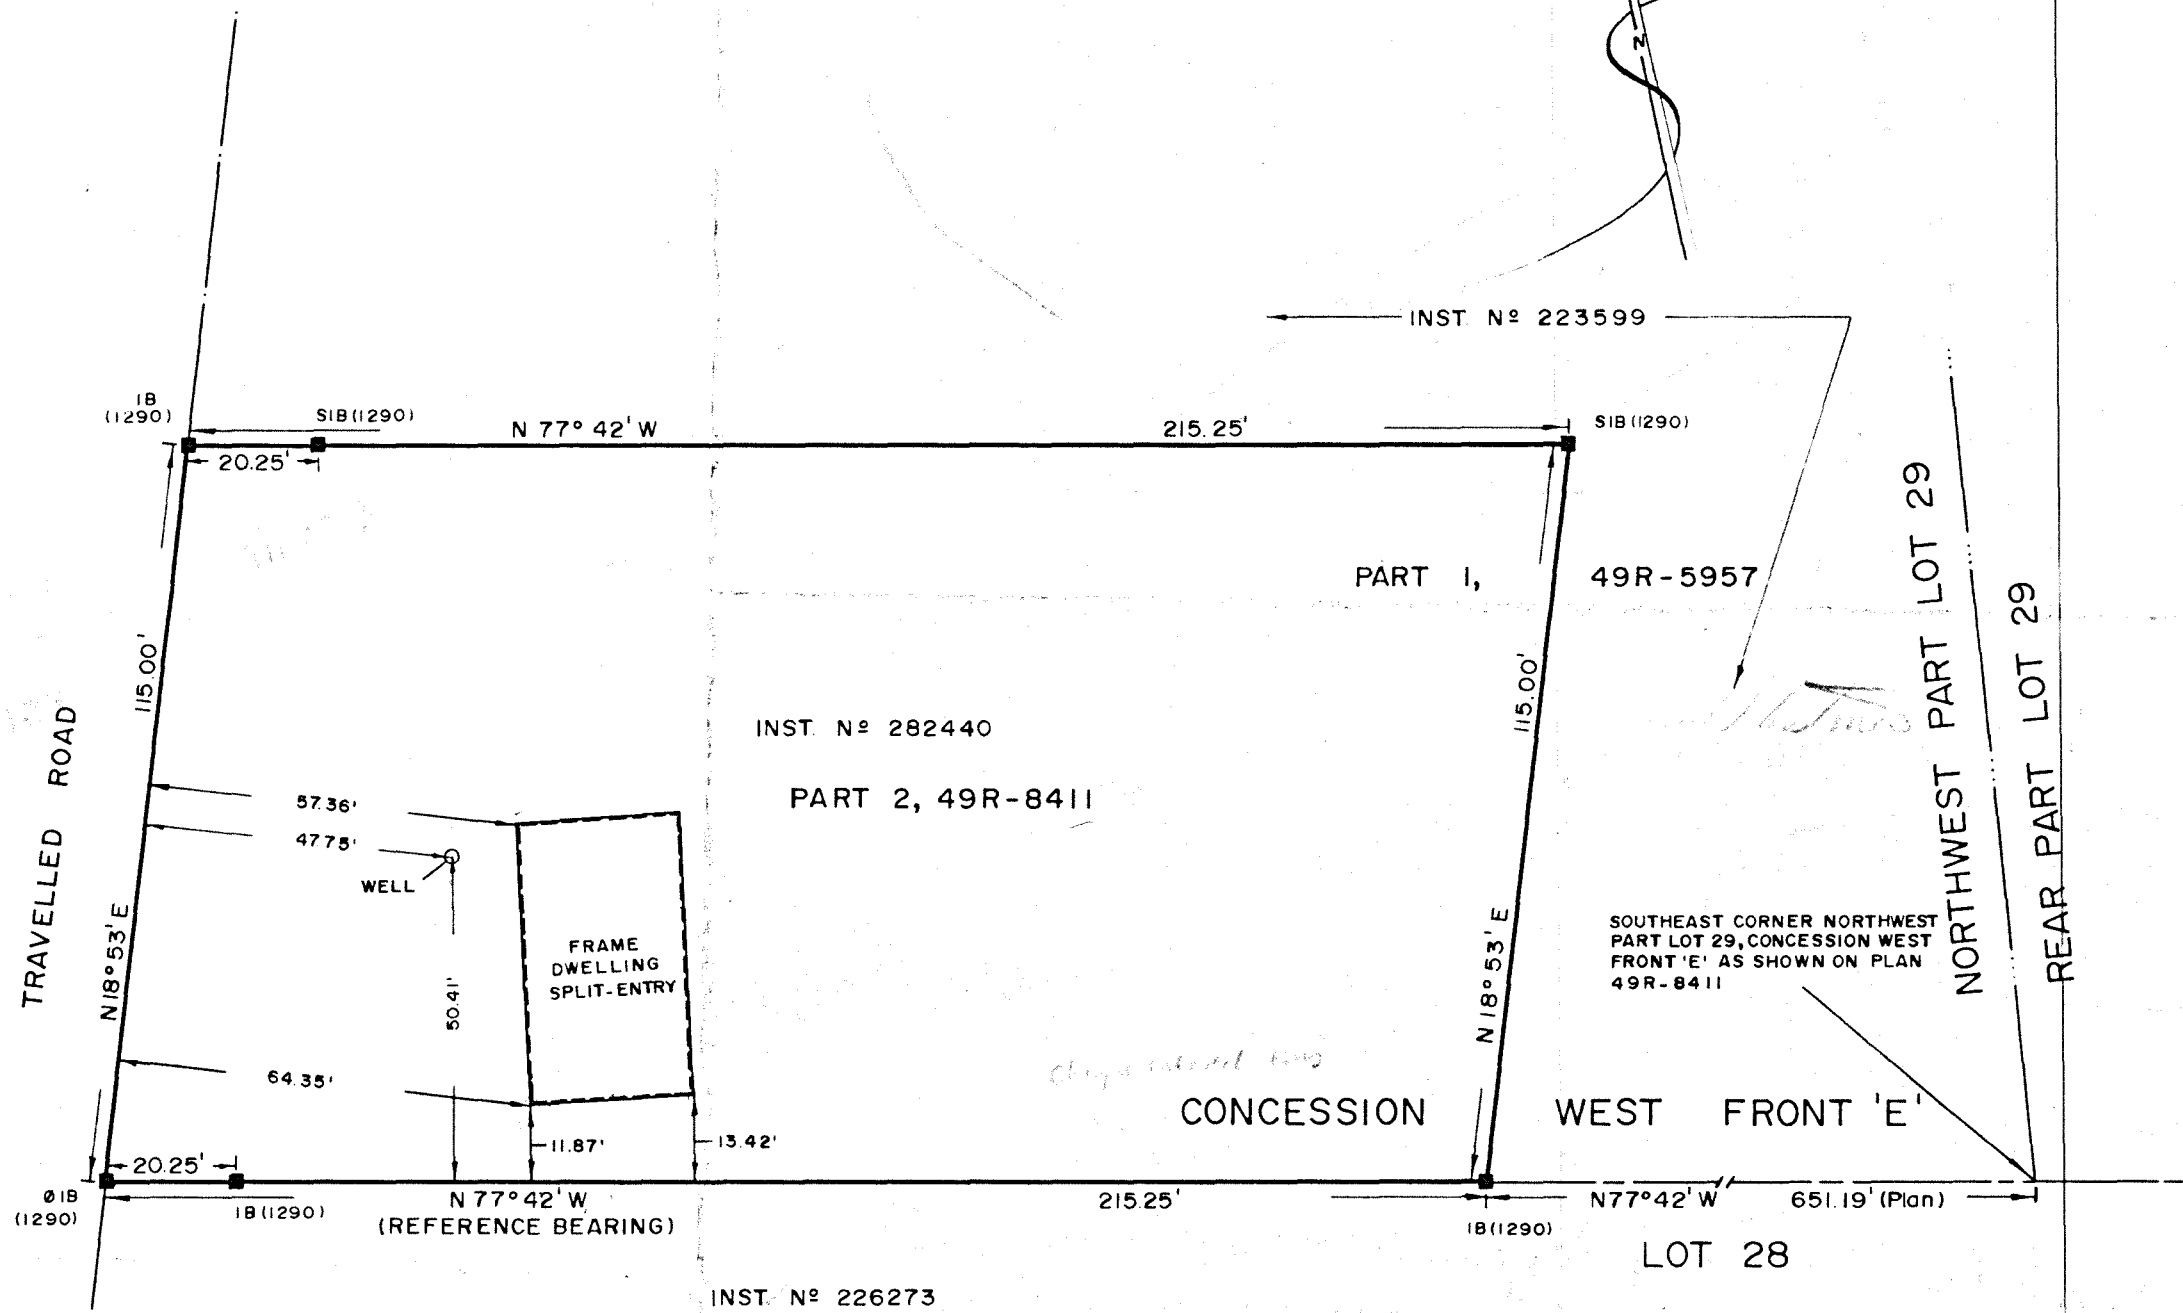 N
INST. Nº 223599
IB
(1290)
SIB(1290)
N 77° 42' W
215.25'
SIB(1290)
20.25'
PART 1, 49R-5957
115.00'
115.00'
NORTHWEST PART LOT 29
REAR PART LOT 29
TRAVELLED ROAD
INST. Nº 282440
PART 2, 49R-8411
57.36'
47.75'
WELL
N18°53'E
50.41'
FRAME
DWELLING
SPLIT-ENTRY
N 18° 53' E
SOUTHEAST CORNER NORTHWEST
PART LOT 29, CONCESSION WEST
FRONT 'E' AS SHOWN ON PLAN
49R-8411
64.35'
CONCESSION WEST FRONT 'E'
11.87'
13.42'
20.25'
ØIB
(1290)
IB(1290)
N 77° 42' W
(REFERENCE BEARING)
215.25'
IB(1290)
N77°42' W
651.19' (Plan)
LOT 28
INST. Nº 226273